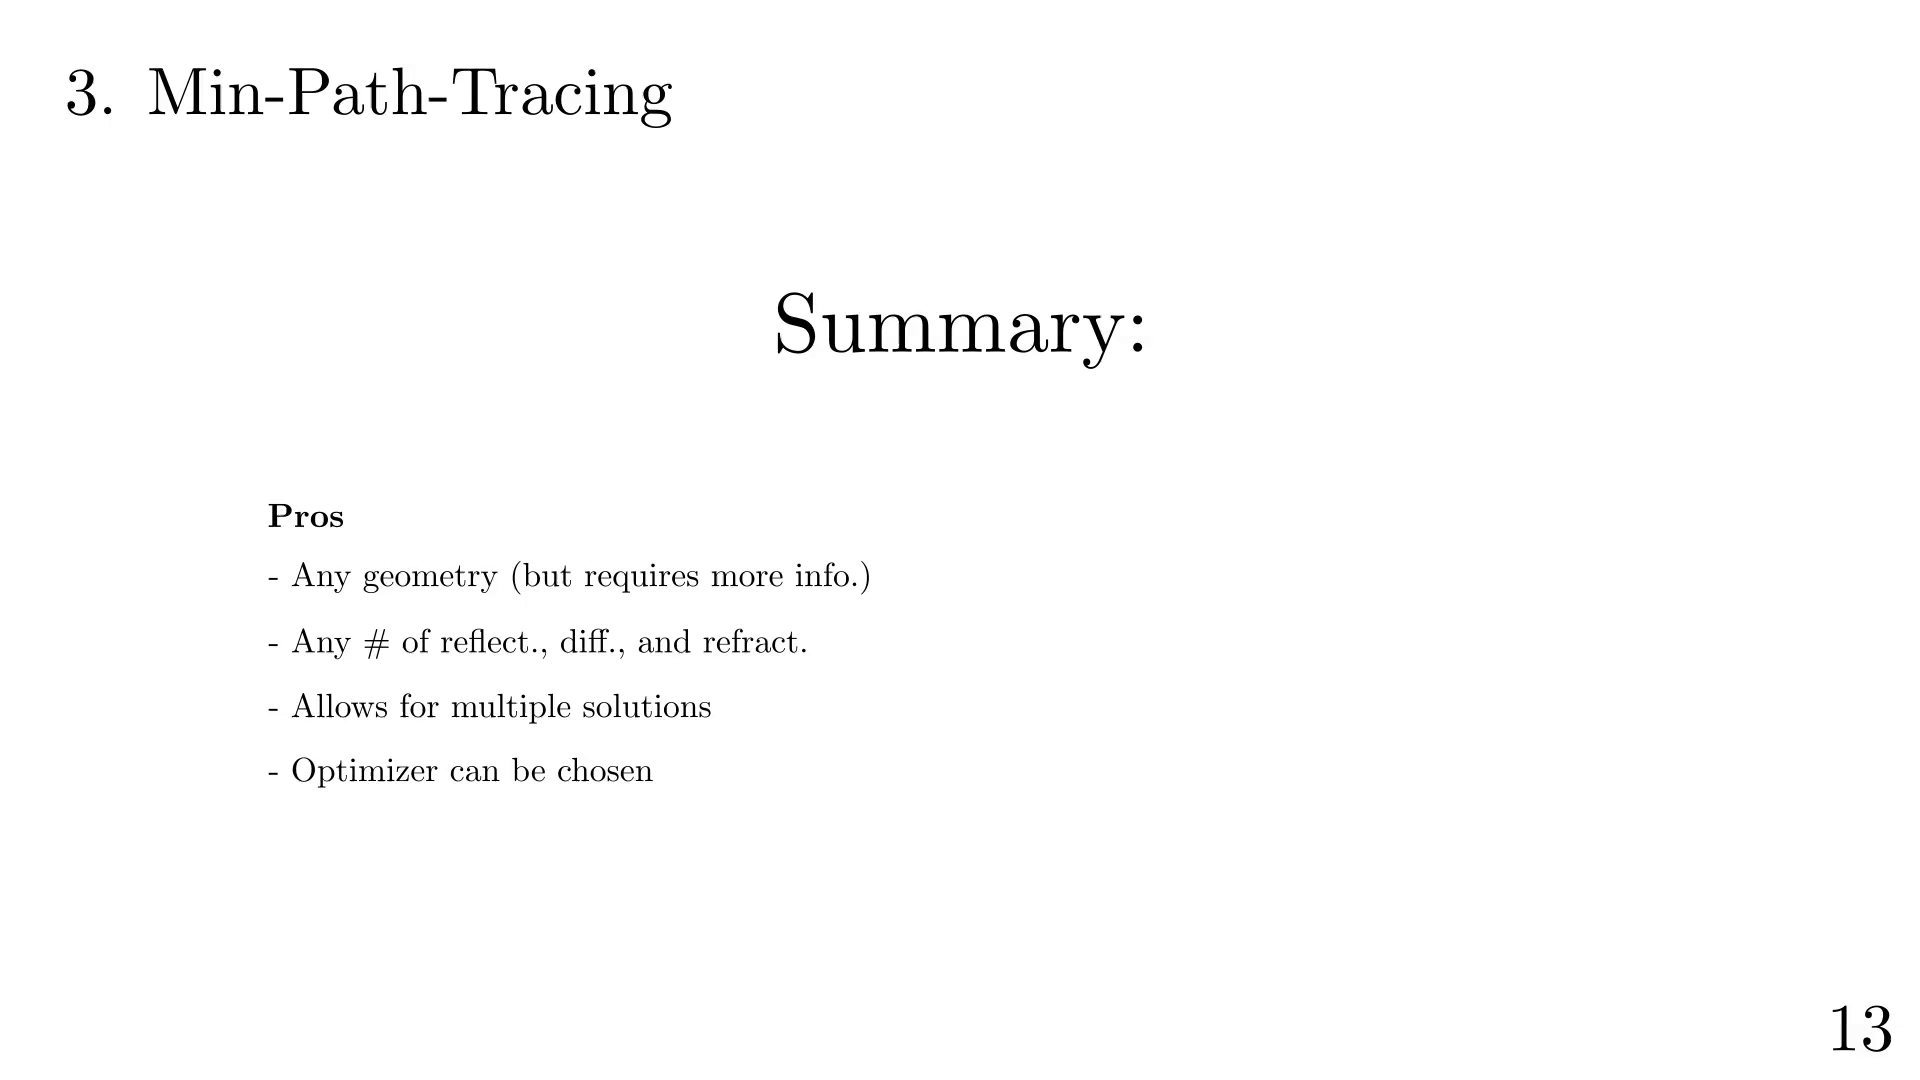 3. Min-Path-Tracing
Summary:
Pros
- Any geometry (but requires more info.)
- Any # of reflect., diff., and refract.
- Allows for multiple solutions
- Optimizer can be chosen
13